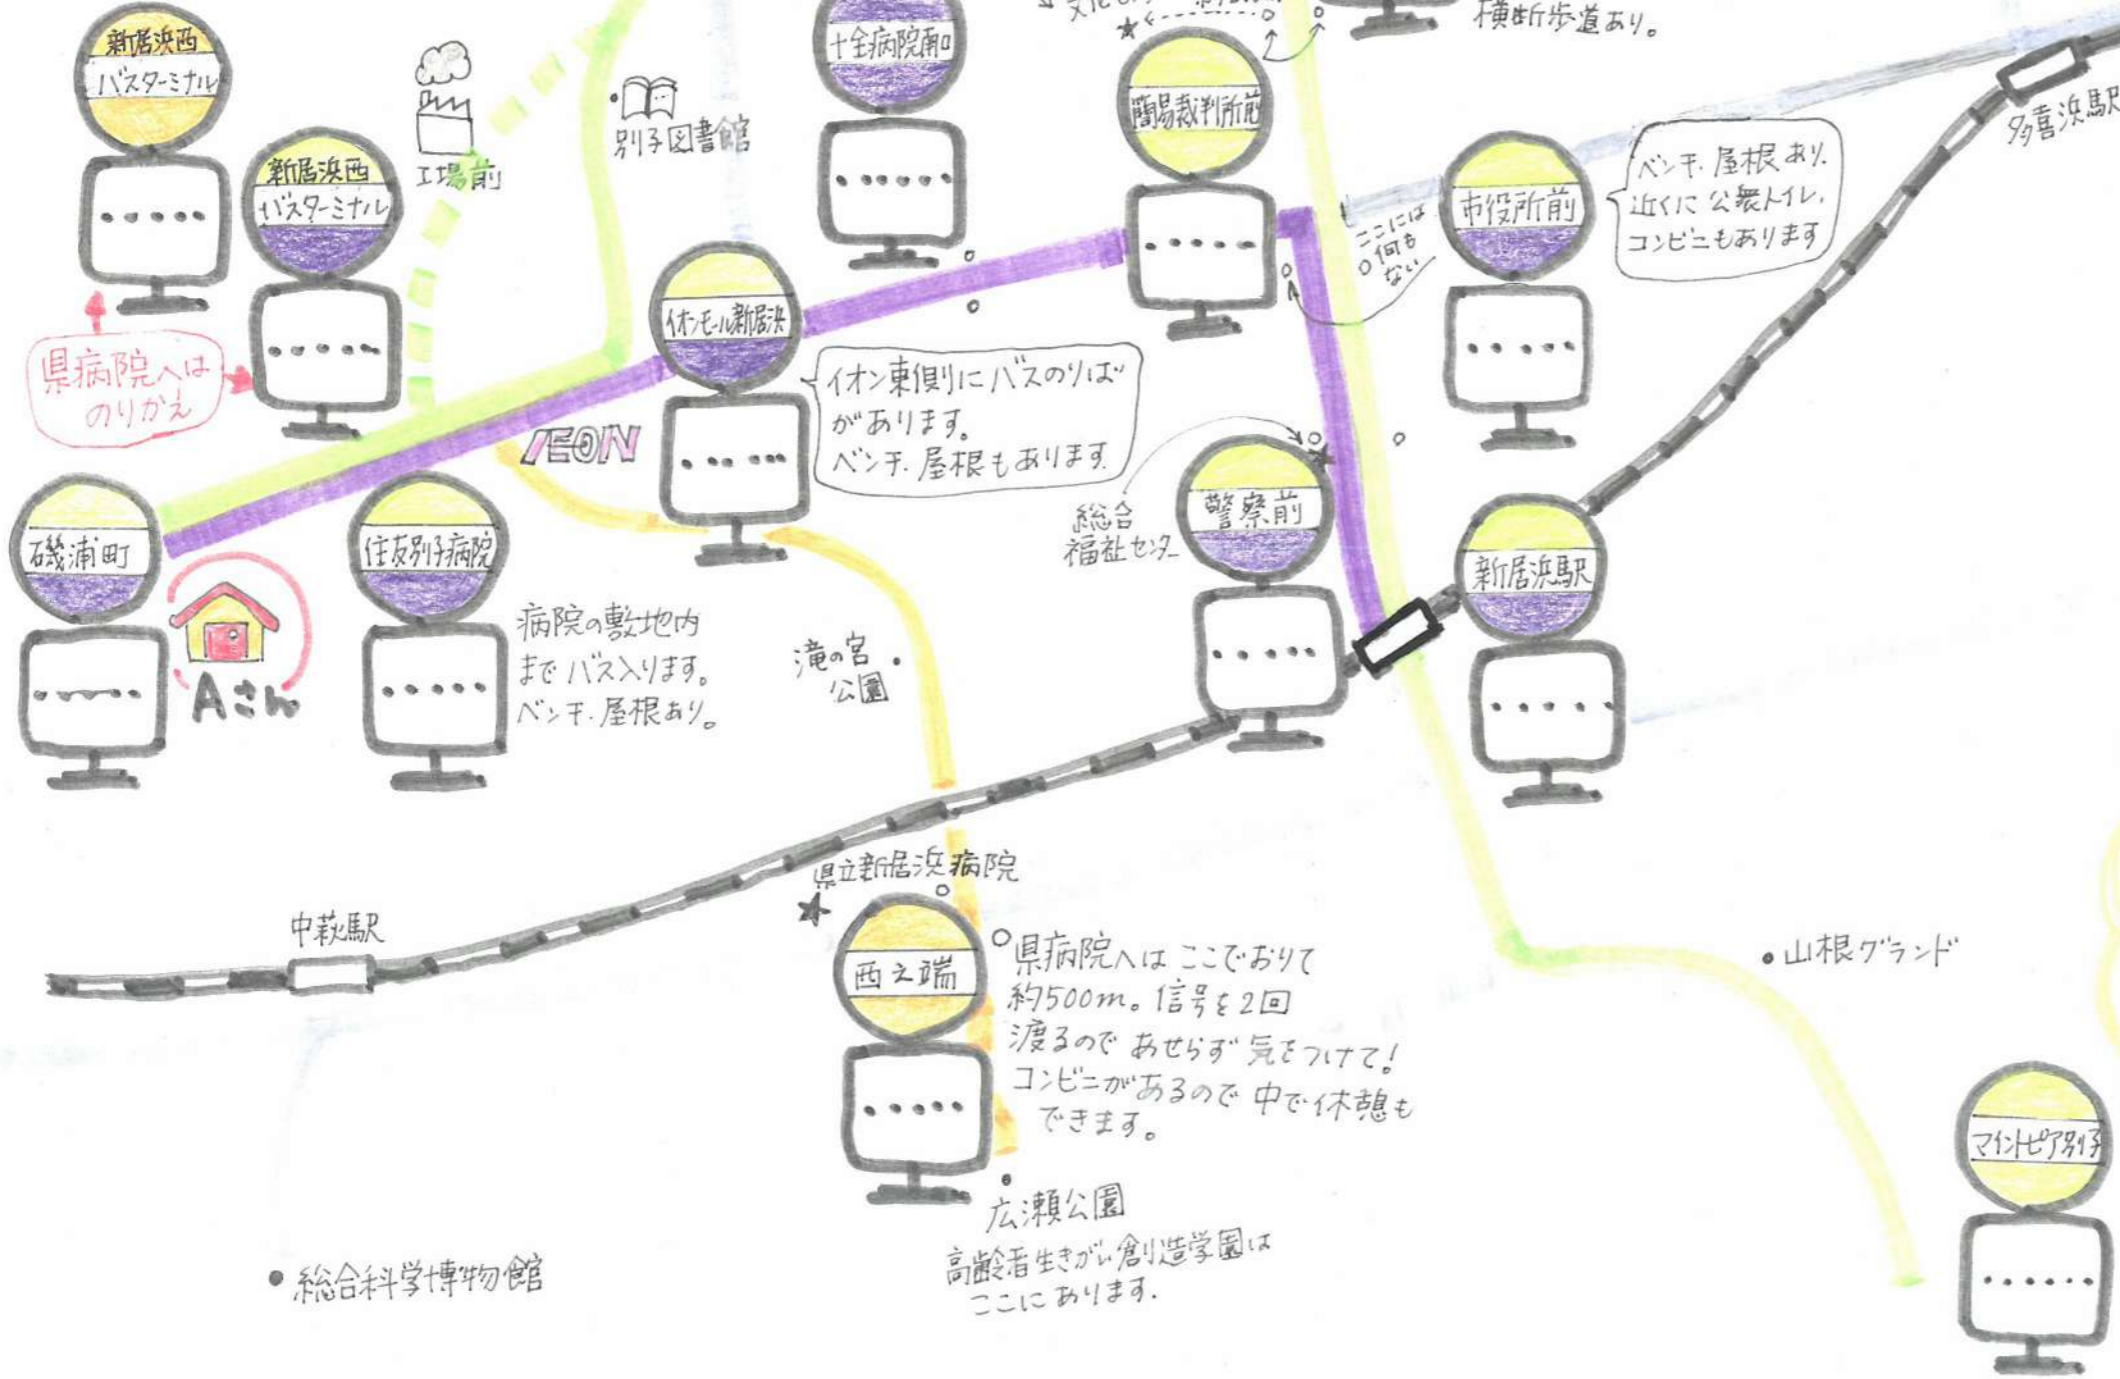 横断歩道あり。
新居浜西
バスターミナル
工場前
別子図書館
十全病院南口
簡易裁判所前
多喜浜駅
新居浜西
バスターミナル
市役所前
ベンチ、屋根あり。
近くに公衆トイレ、
コンビニもあります
ここには
何も
ない
県病院へは
のりかえ
イオンモール新居浜
イオン東側にバスのりば
があります。
ベンチ、屋根もあります。
AEON
磯浦町
Aさん
住友別子病院
病院の敷地内
までバス入ります。
ベンチ、屋根あり。
総合
福祉センター
警察前
新居浜駅
滝の宮
公園
県立新居浜病院
中萩駅
西之端
県病院へはここでおりて
約500m。信号を2回
渡るのであせらず気をつけて!
コンビニがあるので中で休憩も
できます。
山根グランド
マイントピア別子
広瀬公園
高齢者生きがい創造学園は
ここにあります。
総合科学博物館